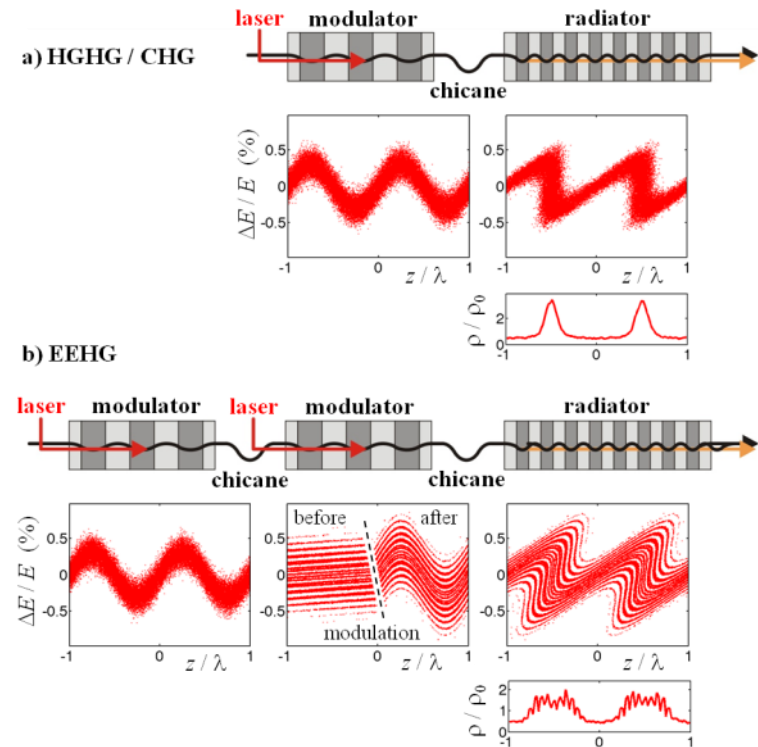 laser modulator radiator
a) HGHG / CHG
chicane
ΔE / E (%)
0.5
0
-0.5
-1 0 1
z / λ
-1 0 1
z / λ
0.5
0
-0.5
ρ / ρ0
2
0
-1 0 1
b) EEHG
laser modulator laser modulator radiator
chicane chicane
ΔE / E (%)
0.5
0
-0.5
-1 0 1
z / λ
before after
modulation
0.5
0
-0.5
-1 0 1
z / λ
0.5
0
-0.5
-1 0 1
z / λ
ρ / ρ0
2
1
0
-1 0 1